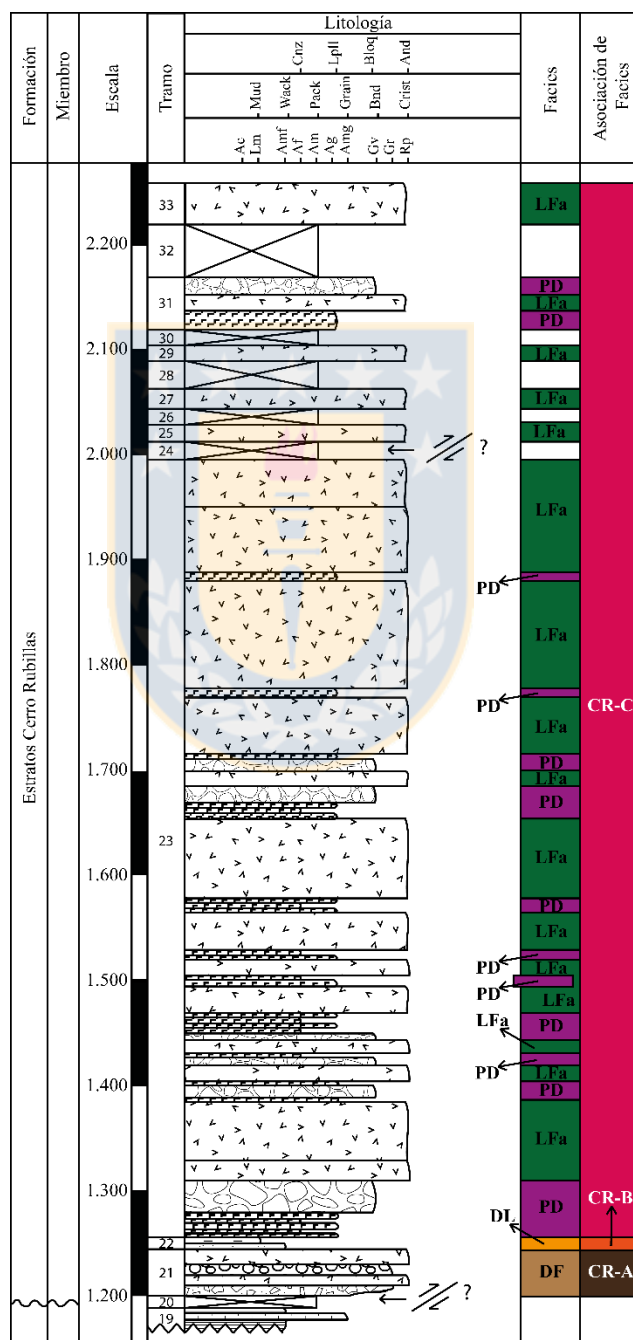 Litología
Cnz Lpll Bloq And
Mud Wack Pack Grain Bnd Crist
Ac Lm Amf Af Am Ag Amg Gv Gr Rp
Formación Miembro Escala Tramo Facies Asociación de Facies
33 LFa
2.200
32
PD
31 LFa
PD
30
2.100 29 LFa
28
27 LFa
26
25 LFa
2.000 24 ?
LFa
1.900
PD
LFa
1.800
PD
CR-C
LFa
1.700 PD
LFa
PD
Estratos Cerro Rubillas
23
LFa
1.600
PD
LFa
PD
LFa
1.500 PD
LFa
PD
LFa
PD
1.400 LFa
PD
LFa
1.300
PD CR-B
DL
22
21 DF CR-A
1.200 20 ?
19